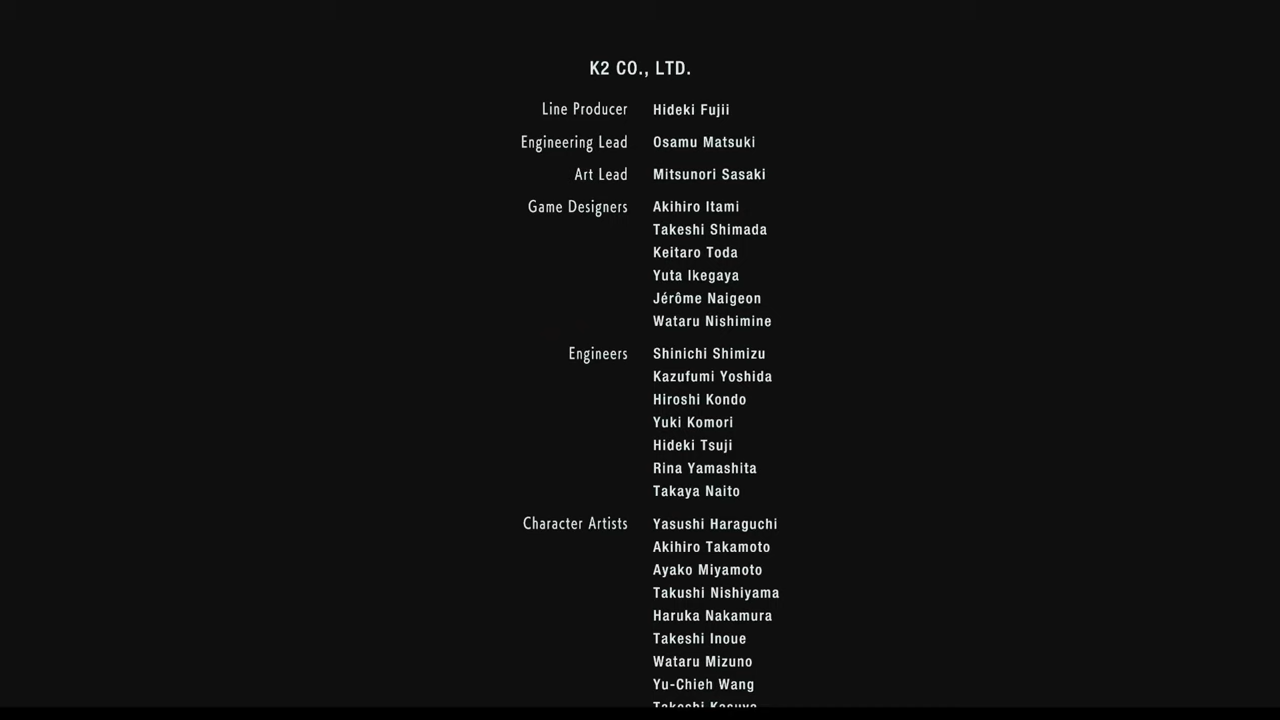 K2 CO., LTD.
Line Producer Hideki Fujii
Engineering Lead Osamu Matsuki
Art Lead Mitsunori Sasaki
Game Designers Akihiro Itami
Takeshi Shimada
Keitaro Toda
Yuta Ikegaya
Jérôme Naigeon
Wataru Nishimine
Engineers Shinichi Shimizu
Kazufumi Yoshida
Hiroshi Kondo
Yuki Komori
Hideki Tsuji
Rina Yamashita
Takaya Naito
Character Artists Yasushi Haraguchi
Akihiro Takamoto
Ayako Miyamoto
Takushi Nishiyama
Haruka Nakamura
Takeshi Inoue
Wataru Mizuno
Yu-Chieh Wang
Takeshi Kasuya